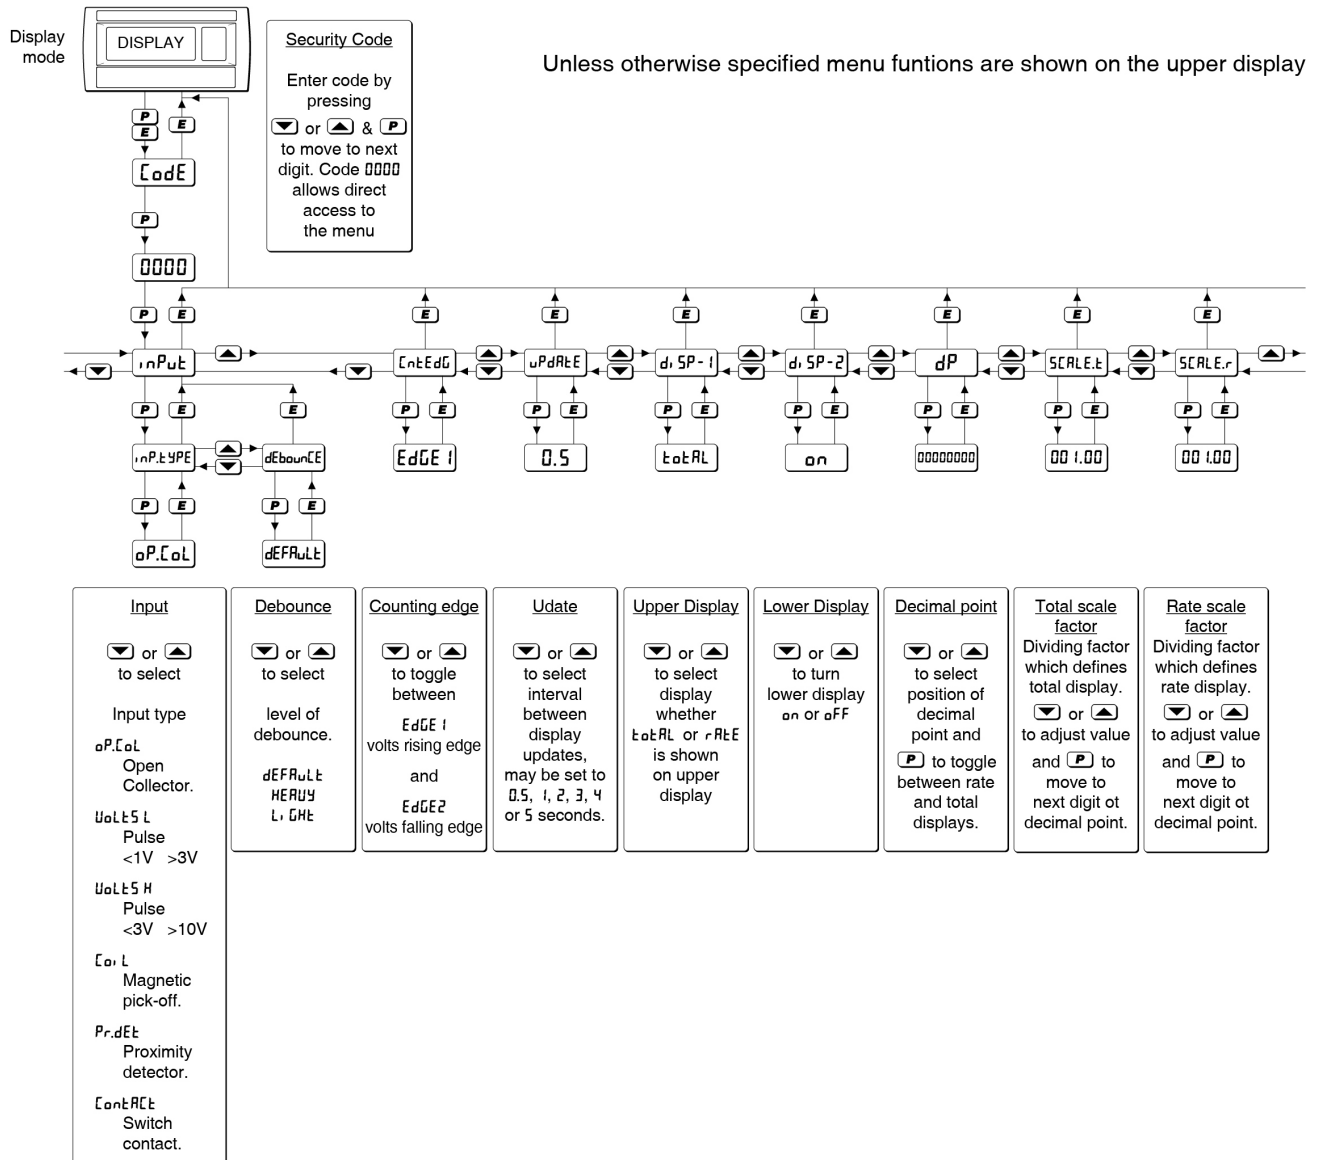 Display
mode
DISPLAY
Security Code
Enter code by
pressing
or & P
to move to next
digit. Code 0000
allows direct
access to
the menu
Unless otherwise specified menu funtions are shown on the upper display
P
E
E
CodE
P
0000
P E E E E E E E E
inPut CntEdG uPdAtE diSP-1 diSP-2 dP SCALE.t SCALE.r
P E E P E P E P E P E P E P E P E
inP.tYPE dEbounCE EdGE1 0.5 totAL on 00000000 001.00 001.00
P E P E
oP.CoL dEFAuLt
Input
or
to select
Input type
oP.CoL
Open
Collector.
VoLtS L
Pulse
<1V >3V
VoLtS H
Pulse
<3V >10V
CoiL
Magnetic
pick-off.
Pr.dEt
Proximity
detector.
ContACt
Switch
contact.
Debounce
or
to select
level of
debounce.
dEFAuLt
HEAVY
LiGHt
Counting edge
or
to toggle
between
EdGE1
volts rising edge
and
EdGE2
volts falling edge
Udate
or
to select
interval
between
display
updates,
may be set to
0.5, 1, 2, 3, 4
or 5 seconds.
Upper Display
or
to select
display
whether
totAL or rAtE
is shown
on upper
display
Lower Display
or
to turn
lower display
on or oFF
Decimal point
or
to select
position of
decimal
point and
P to toggle
between rate
and total
displays.
Total scale
factor
Dividing factor
which defines
total display.
or
to adjust value
and P to
move to
next digit ot
decimal point.
Rate scale
factor
Dividing factor
which defines
rate display.
or
to adjust value
and P to
move to
next digit ot
decimal point.